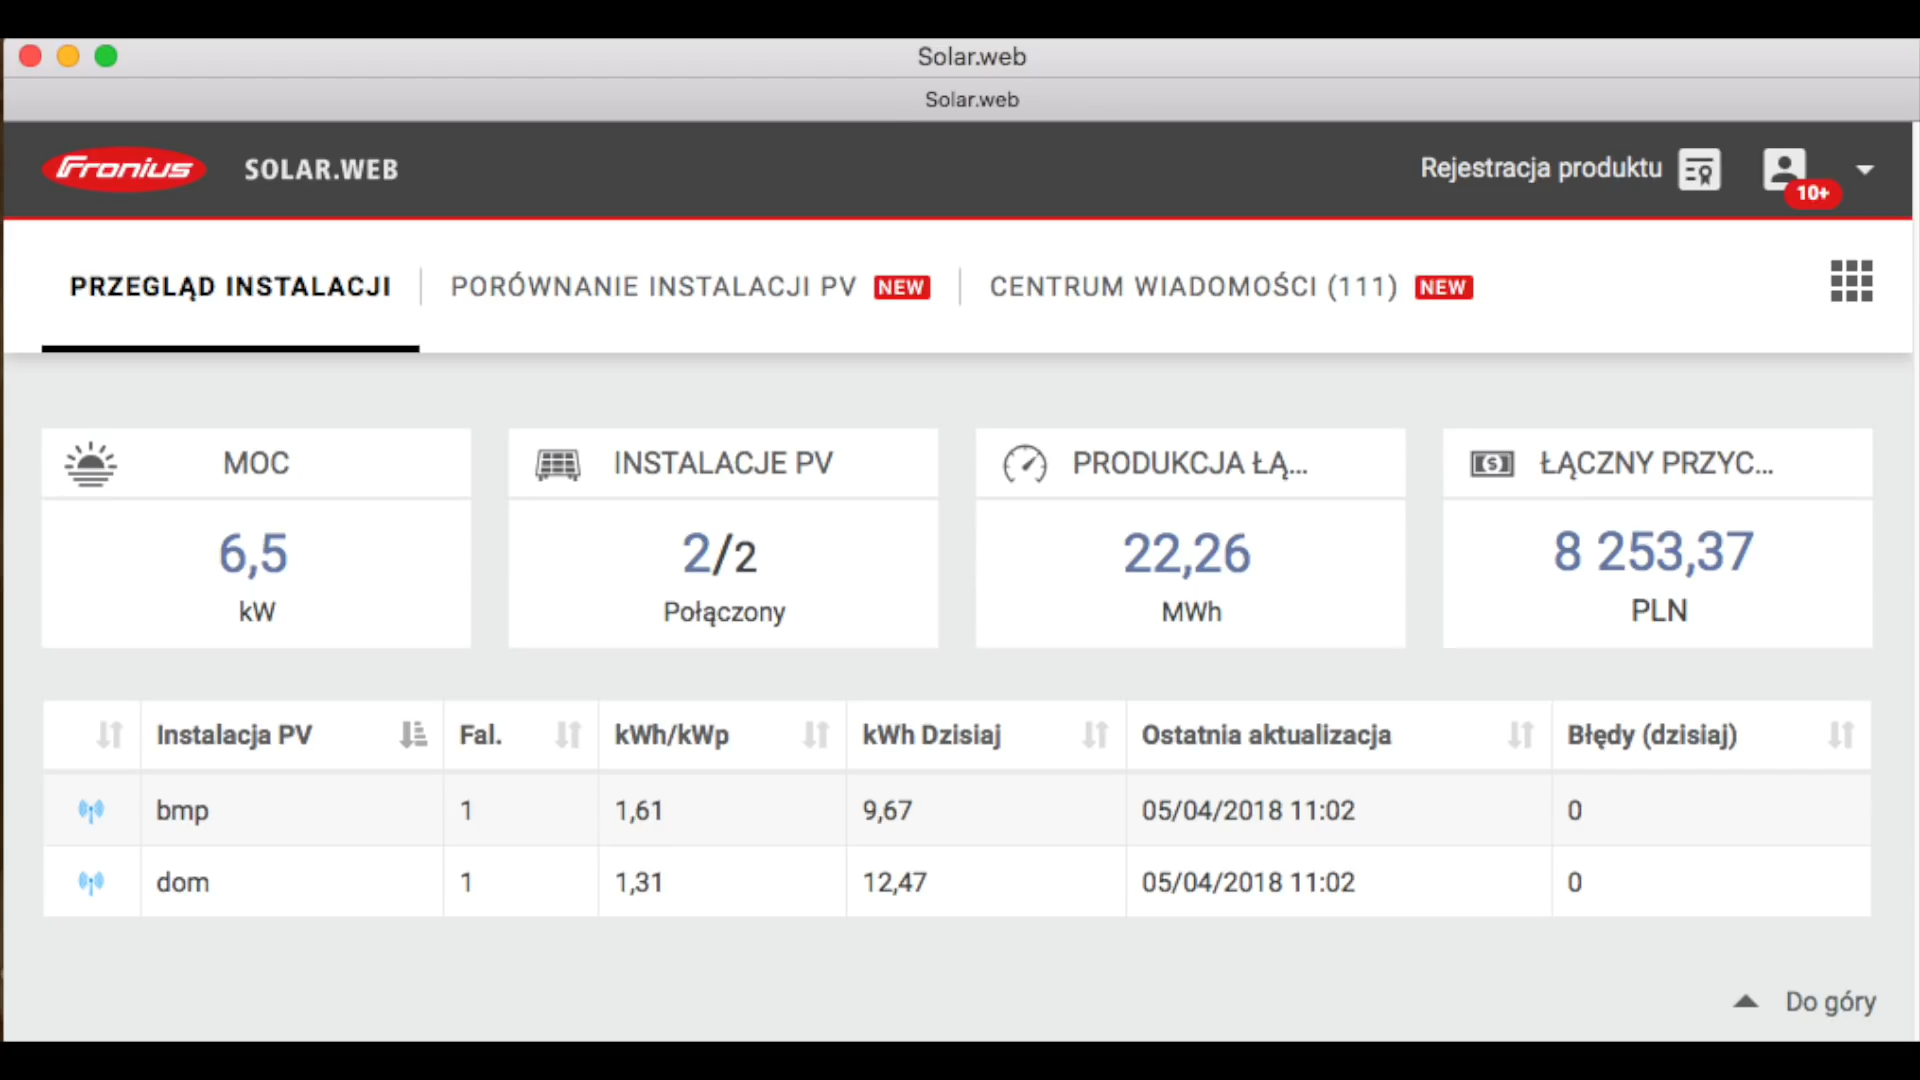 Solar.web
Solar.web
Fronius SOLAR.WEB Rejestracja produktu 10+
PRZEGLĄD INSTALACJI PORÓWNANIE INSTALACJI PV NEW CENTRUM WIADOMOŚCI (111) NEW
MOC INSTALACJE PV PRODUKCJA ŁĄ... ŁĄCZNY PRZYC...
6,5 2/2 22,26 8 253,37
kW Połączony MWh PLN
Instalacja PV Fal. kWh/kWp kWh Dzisiaj Ostatnia aktualizacja Błędy (dzisiaj)
bmp 1 1,61 9,67 05/04/2018 11:02 0
dom 1 1,31 12,47 05/04/2018 11:02 0
Do góry